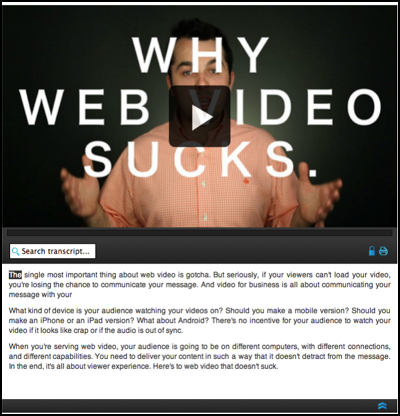 WHY
WEB VIDEO
SUCKS.
Search transcript...
The single most important thing about web video is gotcha. But seriously, if your viewers can't load your video,
you're losing the chance to communicate your message. And video for business is all about communicating your
message with your
What kind of device is your audience watching your videos on? Should you make a mobile version? Should you
make an iPhone or an iPad version? What about Android? There's no incentive for your audience to watch your
video if it looks like crap or if the audio is out of sync.
When you're serving web video, your audience is going to be on different computers, with different connections,
and different capabilities. You need to deliver your content in such a way that it doesn't detract from the message.
In the end, it's all about viewer experience. Here's to web video that doesn't suck.